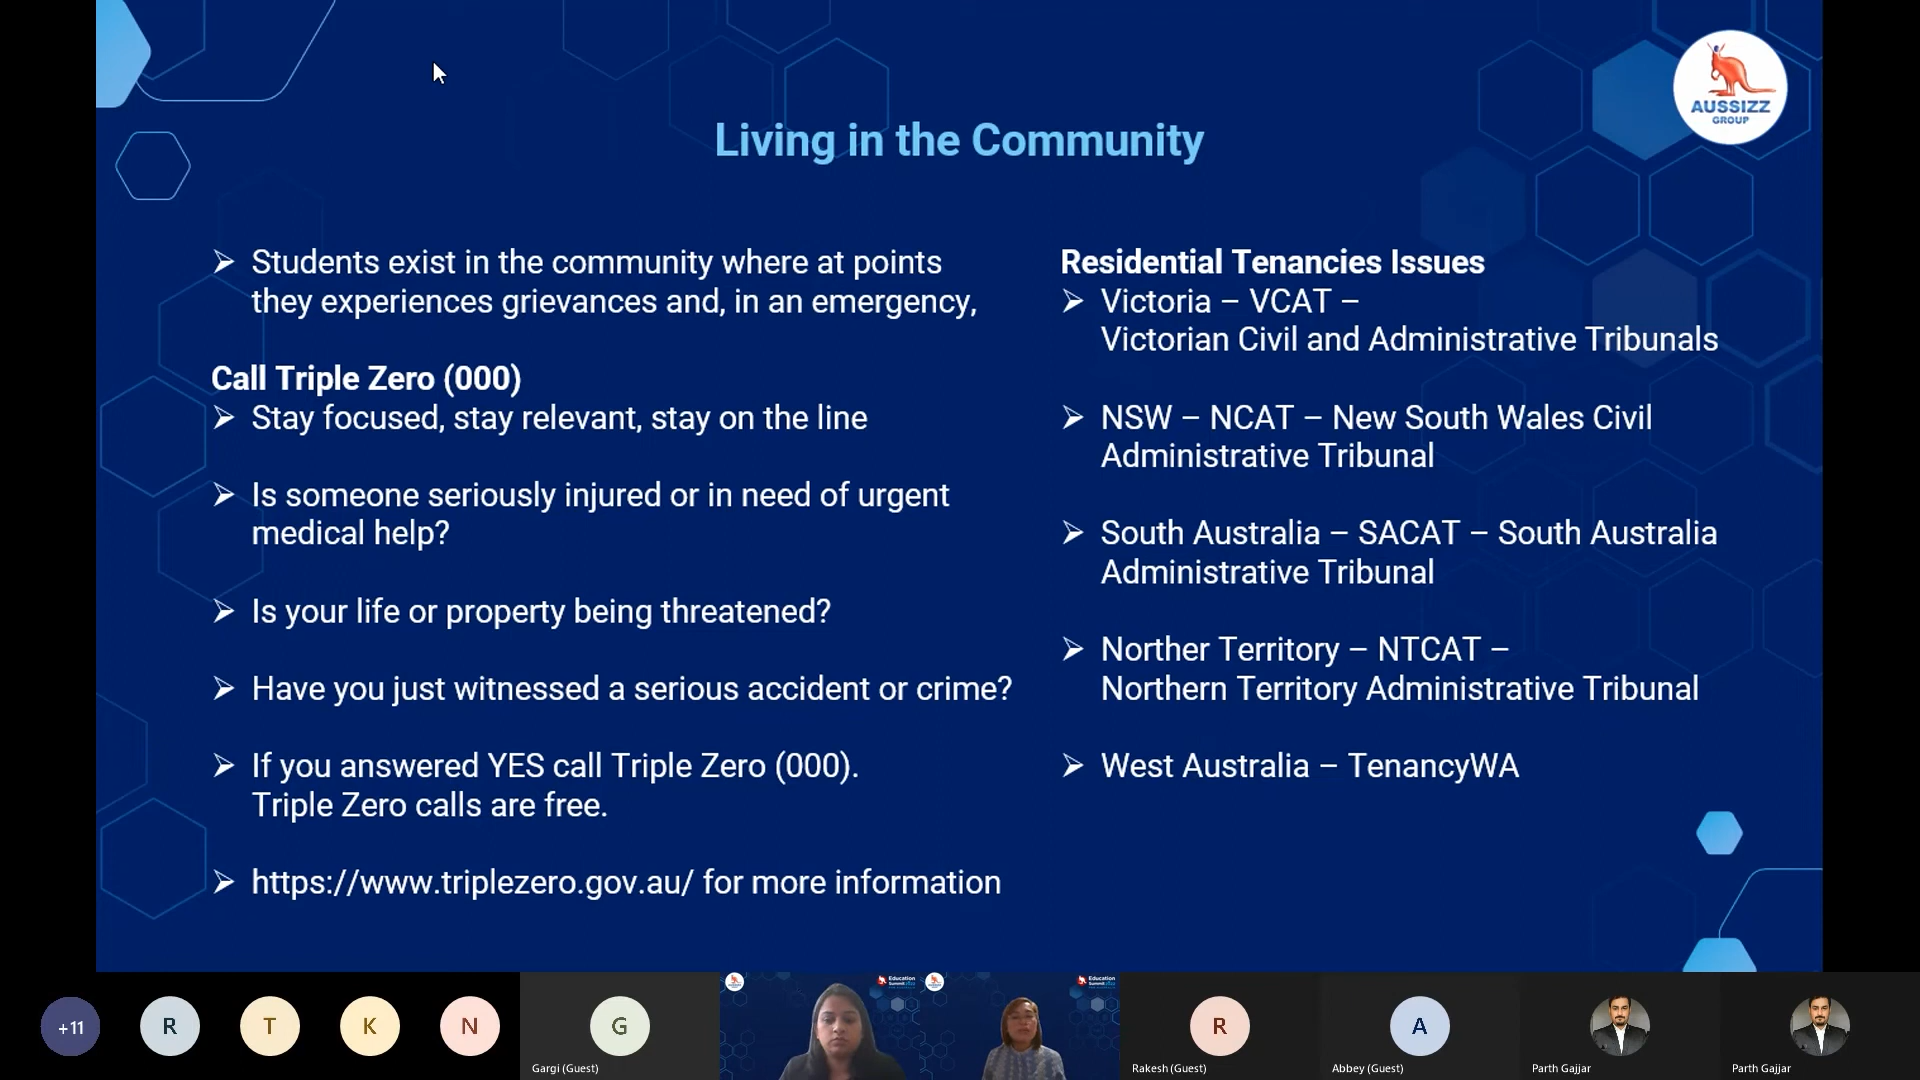 AUSSIZZ
GROUP
Living in the Community
➢ Students exist in the community where at points
they experiences grievances and, in an emergency,
Call Triple Zero (000)
➢ Stay focused, stay relevant, stay on the line
➢ Is someone seriously injured or in need of urgent
medical help?
➢ Is your life or property being threatened?
➢ Have you just witnessed a serious accident or crime?
➢ If you answered YES call Triple Zero (000).
Triple Zero calls are free.
➢ https://www.triplezero.gov.au/ for more information
Residential Tenancies Issues
➢ Victoria – VCAT –
Victorian Civil and Administrative Tribunals
➢ NSW – NCAT – New South Wales Civil
Administrative Tribunal
➢ South Australia – SACAT – South Australia
Administrative Tribunal
➢ Norther Territory – NTCAT –
Northern Territory Administrative Tribunal
➢ West Australia – TenancyWA
+11
R
T
K
N
G
Gargi (Guest)
Education
Summit
Education
Summit
R
Rakesh (Guest)
A
Abbey (Guest)
Parth Gajjar
Parth Gajjar